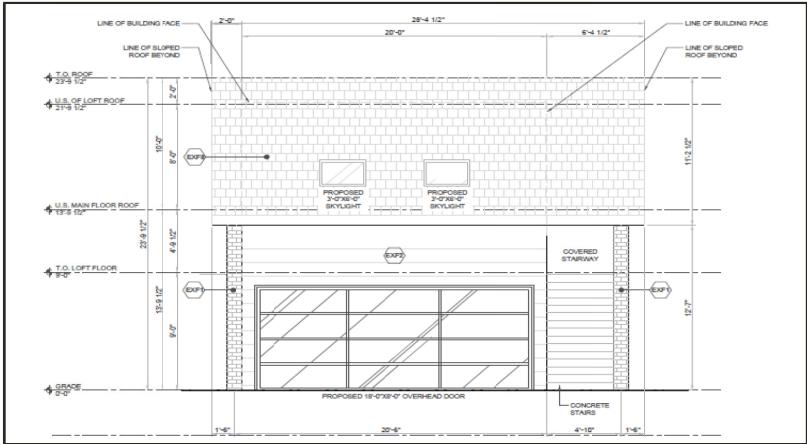 2'-0"
28'-4 1/2"
20'-0"
6'-4 1/2"
LINE OF BUILDING FACE
LINE OF BUILDING FACE
LINE OF SLOPED
ROOF BEYOND
LINE OF SLOPED
ROOF BEYOND
T.O. ROOF
23'-9 1/2"
2'-0"
U.S. OF LOFT ROOF
21'-9 1/2"
10'-0"
8'-0"
11'-2 1/2"
EXF3
PROPOSED
3'-0"X6'-0"
SKYLIGHT
PROPOSED
3'-0"X6'-0"
SKYLIGHT
U.S. MAIN FLOOR ROOF
13'-9 1/2"
23'-9 1/2"
4'-9 1/2"
EXF2
COVERED
STAIRWAY
T.O. LOFT FLOOR
9'-0"
EXF1
EXF1
13'-9 1/2"
9'-0"
12'-7"
GRADE
0'-0"
PROPOSED 18'-0"X8'-0" OVERHEAD DOOR
CONCRETE
STAIRS
1'-6"
20'-6"
4'-10"
1'-6"